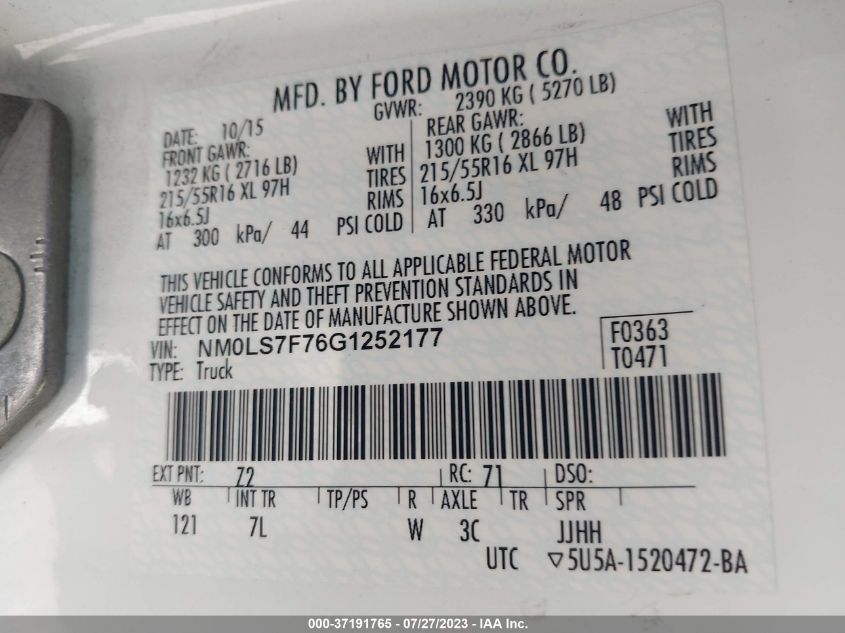 MFD. BY FORD MOTOR CO.
GVWR: 2390 KG ( 5270 LB)
DATE: 10/15
FRONT GAWR: WITH
1232 KG ( 2716 LB) TIRES
215/55R16 XL 97H RIMS
16x6.5J
AT 300 kPa/ 44 PSI COLD
REAR GAWR: WITH
1300 KG ( 2866 LB) TIRES
215/55R16 XL 97H RIMS
16x6.5J
AT 330 kPa/ 48 PSI COLD
THIS VEHICLE CONFORMS TO ALL APPLICABLE FEDERAL MOTOR
VEHICLE SAFETY AND THEFT PREVENTION STANDARDS IN
EFFECT ON THE DATE OF MANUFACTURE SHOWN ABOVE.
VIN: NM0LS7F76G1252177
TYPE: Truck
F0363
T0471
EXT PNT: Z2 RC: 71 DSO:
WB INT TR TP/PS R AXLE TR SPR
121 7L W 3C JJHH
UTC ▽5U5A-1520472-BA
000-37191765 - 07/27/2023 - IAA Inc.